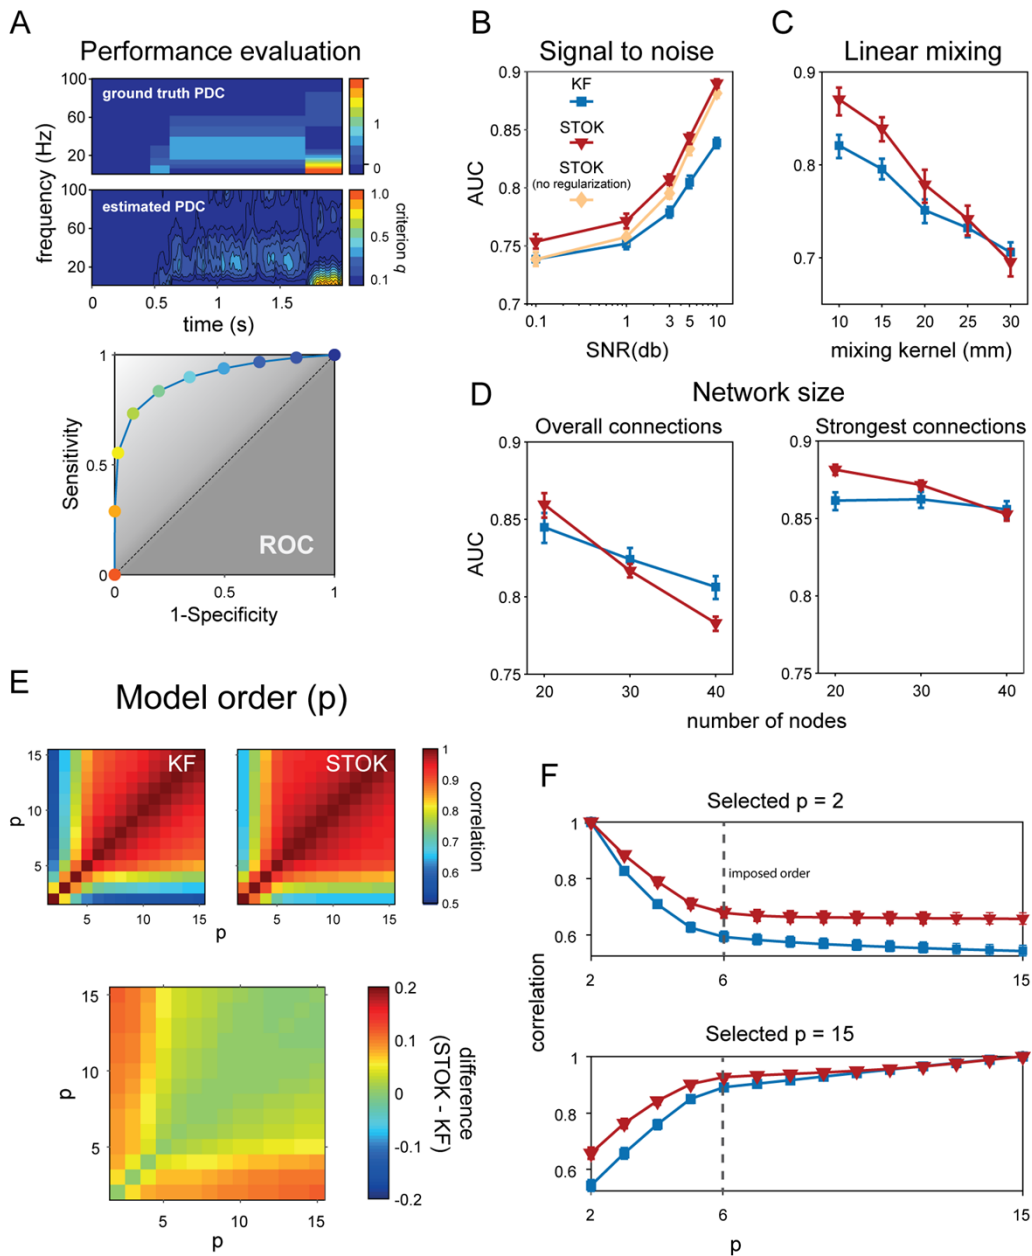 A
Performance evaluation
ground truth PDC
100
60
20
1
0
frequency (Hz)
estimated PDC
100
60
20
0
0.5
1
1.5
time (s)
1.0
0.5
0.1
criterion q
1
0.5
0
Sensitivity
ROC
0
0.5
1
1-Specificity
B
Signal to noise
0.9
0.85
0.8
0.75
0.7
AUC
KF
STOK
STOK
(no regularization)
0.1
1
3
5
10
SNR(db)
C
Linear mixing
0.9
0.8
0.7
10
15
20
25
30
mixing kernel (mm)
D
Network size
Overall connections
Strongest connections
0.9
0.85
0.8
0.75
AUC
20
30
40
0.9
0.85
0.8
0.75
20
30
40
number of nodes
E
Model order (p)
KF
STOK
15
10
5
p
5
10
15
p
5
10
15
p
1
0.9
0.8
0.7
0.6
0.5
correlation
15
10
5
p
5
10
15
p
0.2
0.1
0
-0.1
-0.2
difference
(STOK - KF)
F
Selected p = 2
1
0.8
0.6
imposed order
2
6
15
correlation
Selected p = 15
1
0.8
0.6
2
6
15
p